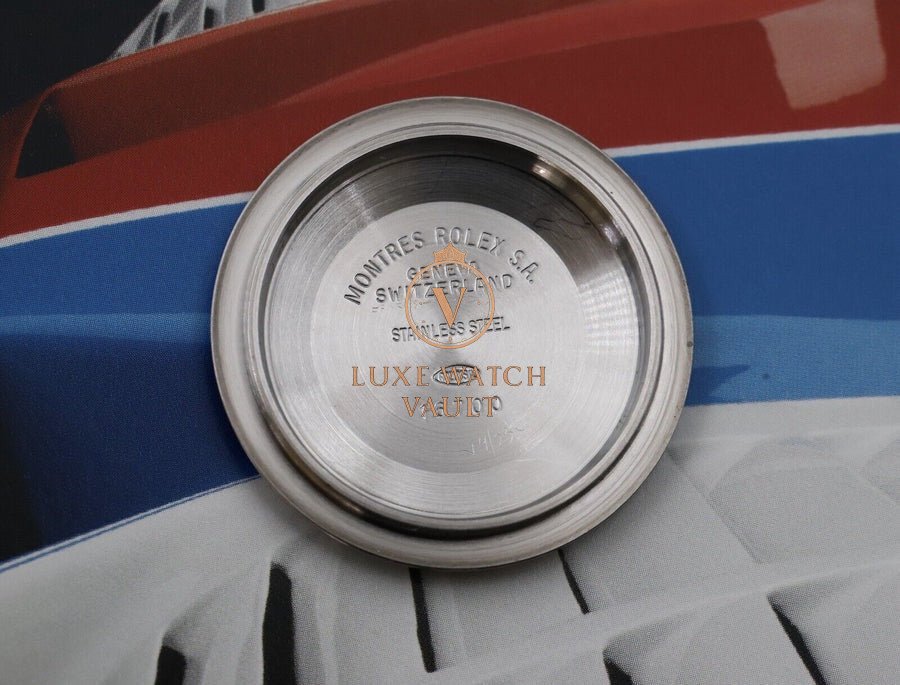 MONTRES ROLEX S.A.
GENEVA
SWITZERLAND
STAINLESS STEEL
V
LUXE WATCH
VAULT